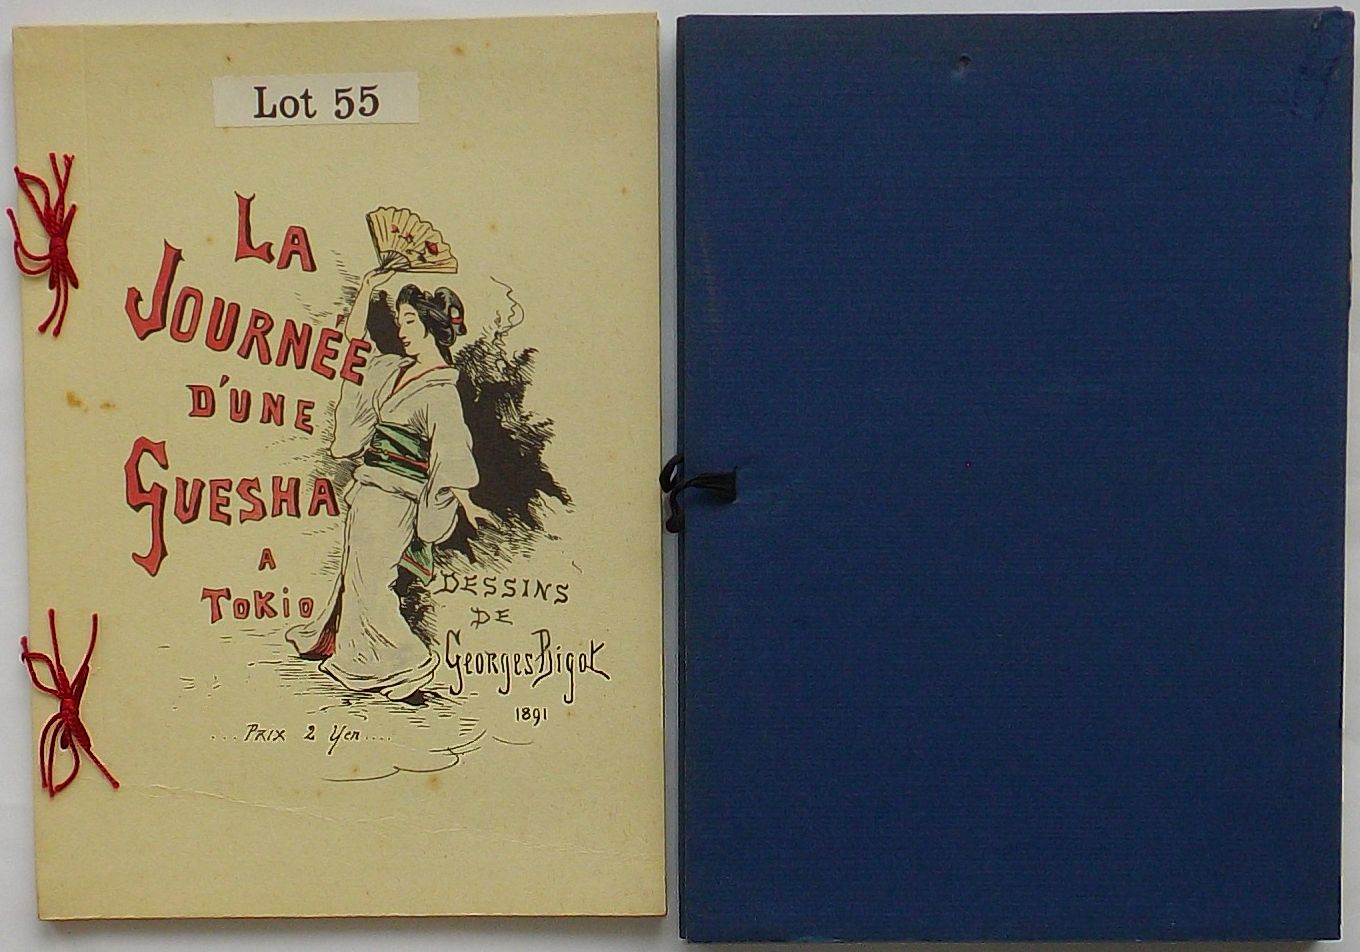 Lot 55
LA
JOURNÉE
D'UNE
GUESHA
A
TOKIO
DESSINS
DE
Georges Bigot
1891
...PRIX 2 Yen....